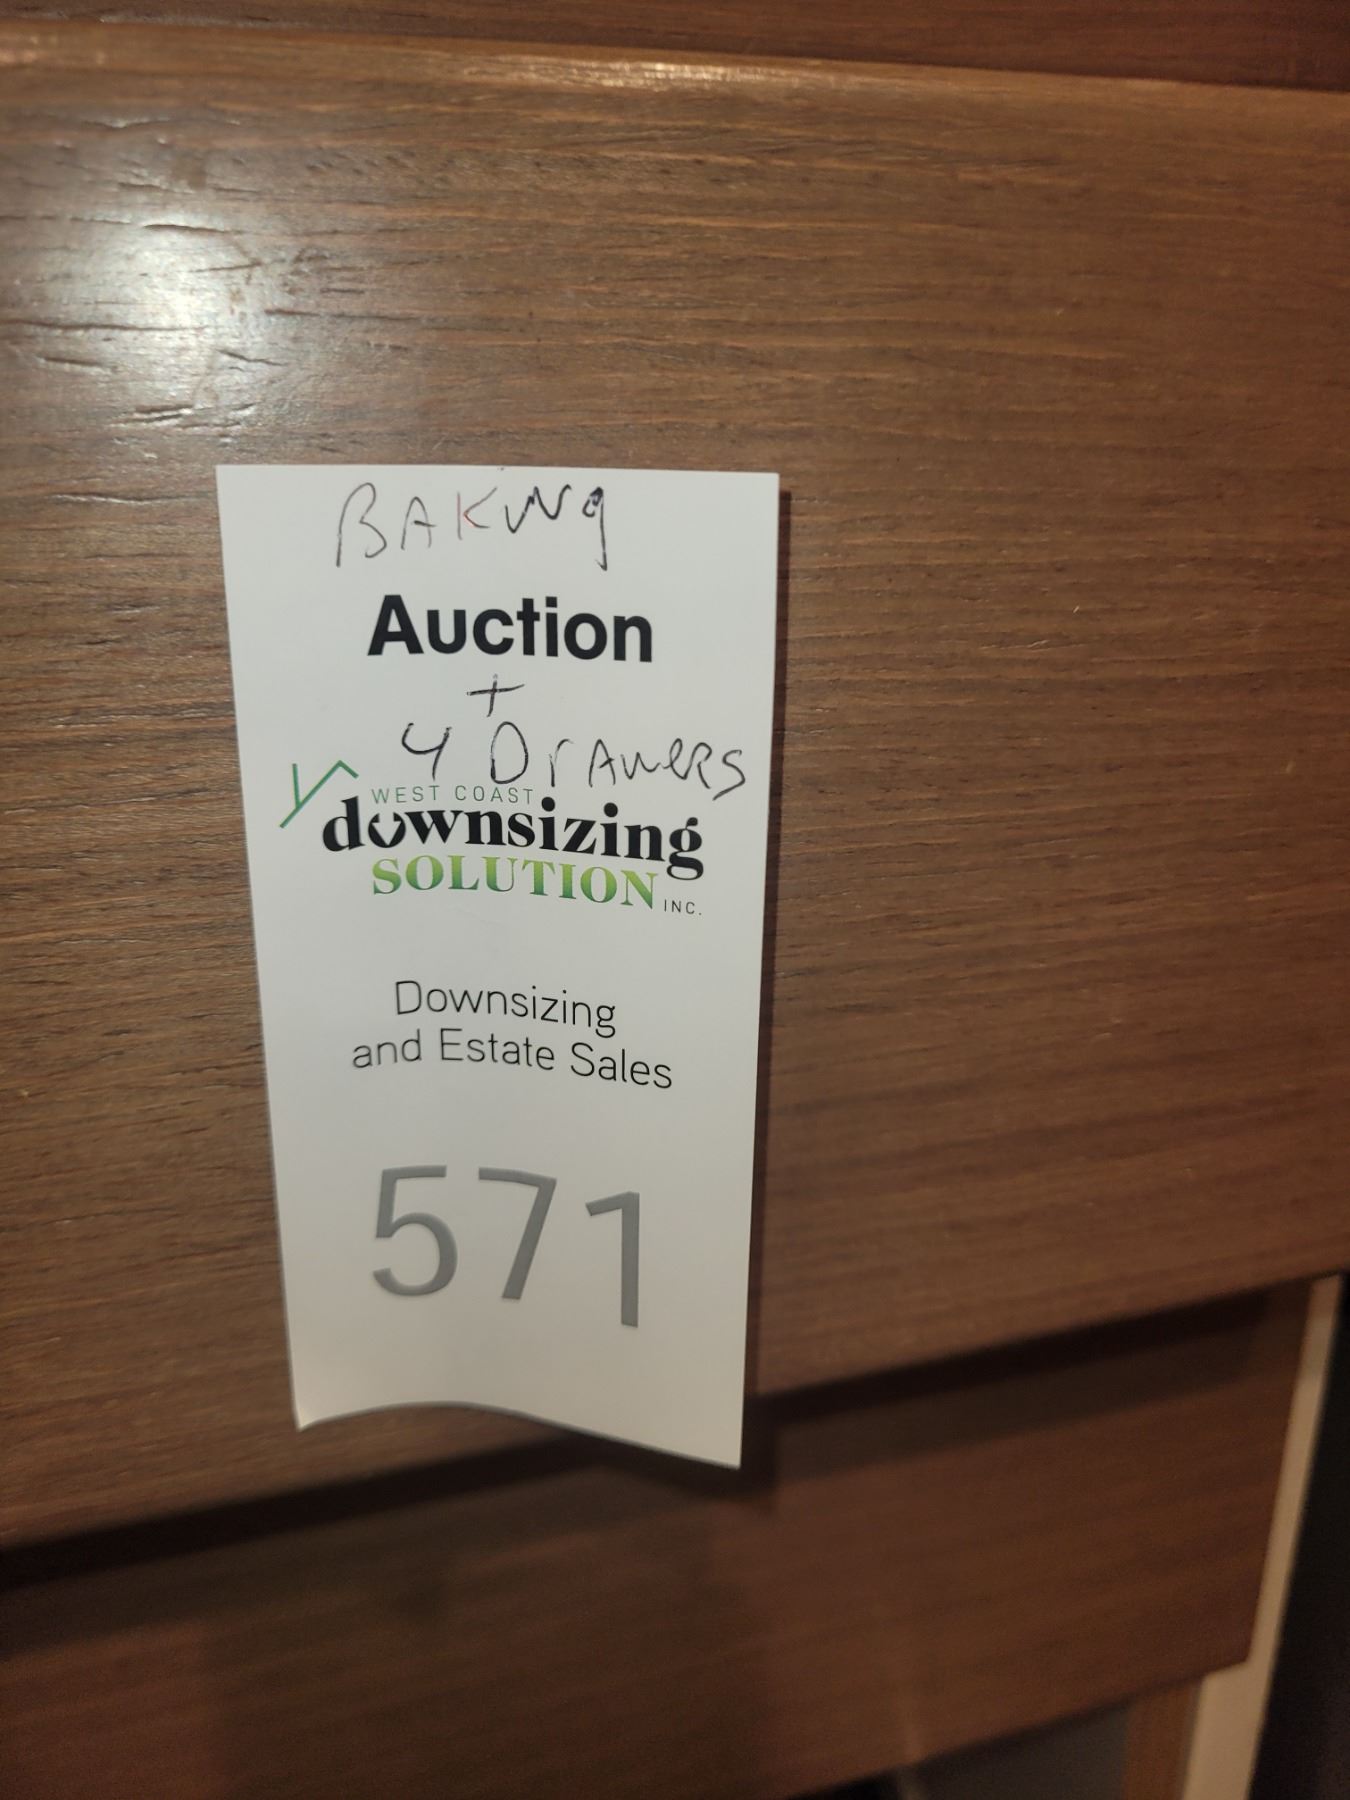 BAKINg
Auction
+
4 DrAweRS
WEST COAST
downsizing
SOLUTION INC.
Downsizing
and Estate Sales
571